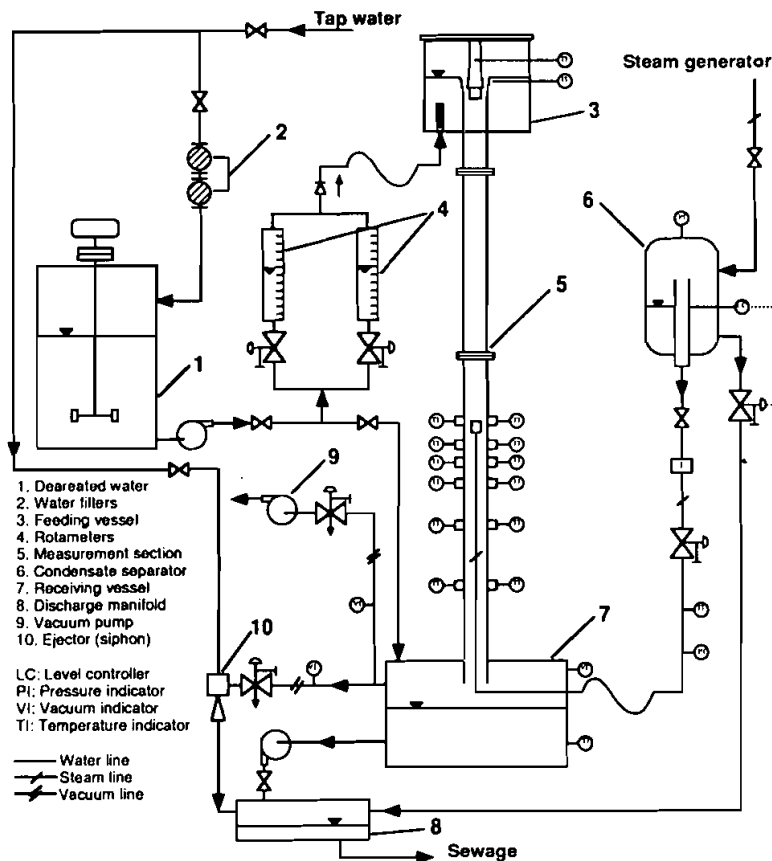 Tap water
Steam generator
2
3
4
6
5
1
9
1. Deareated water
2. Water filters
3. Feeding vessel
4. Rotameters
5. Measurement section
6. Condensate separator
7. Receiving vessel
8. Discharge manifold
9. Vacuum pump
10. Ejector (siphon)
7
10
LC: Level controller
PI: Pressure indicator
VI: Vacuum indicator
TI: Temperature indicator
Water line
Steam line
Vacuum line
8
Sewage